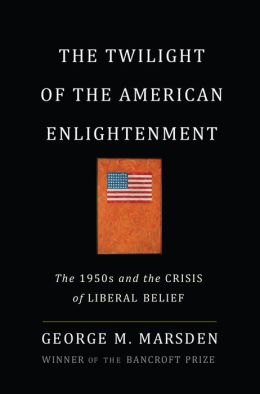 THE TWILIGHT
OF THE AMERICAN
ENLIGHTENMENT
The 1950s and the CRISIS
of LIBERAL BELIEF
GEORGE M. MARSDEN
WINNER OF THE BANCROFT PRIZE